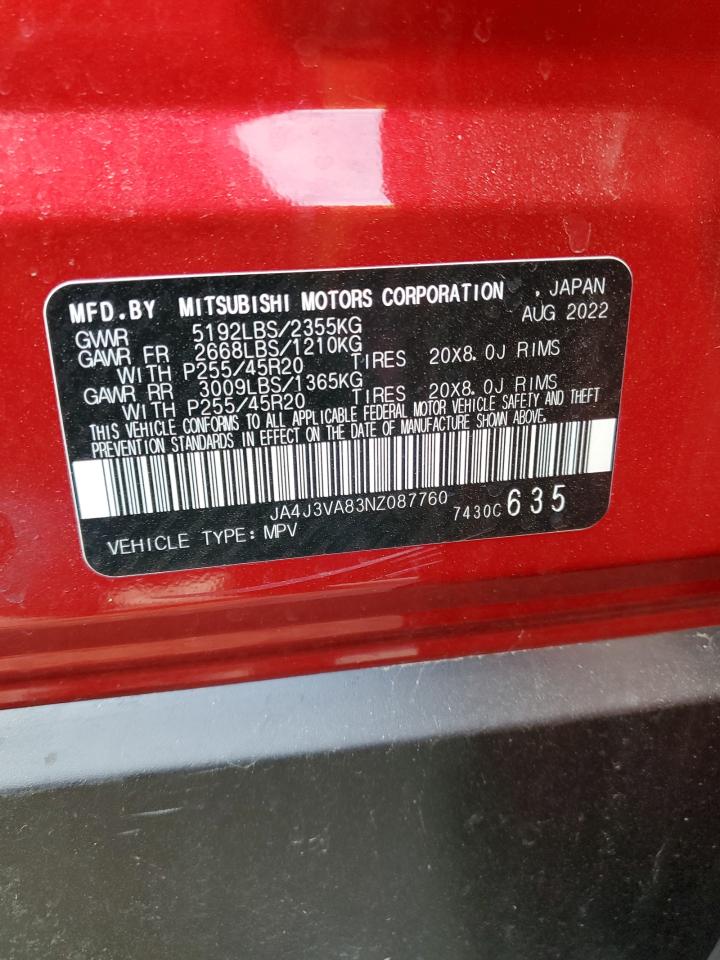 MFD.BY MITSUBISHI MOTORS CORPORATION , JAPAN
AUG 2022
GVWR 5192LBS/2355KG
GAWR FR 2668LBS/1210KG
WITH P255/45R20 TIRES 20X8.0J RIMS
GAWR RR 3009LBS/1365KG
WITH P255/45R20 TIRES 20X8.0J RIMS
THIS VEHICLE CONFORMS TO ALL APPLICABLE FEDERAL MOTOR VEHICLE SAFETY AND THEFT
PREVENTION STANDARDS IN EFFECT ON THE DATE OF MANUFACTURE SHOWN ABOVE.
JA4J3VA83NZ087760
7430C 635
VEHICLE TYPE: MPV